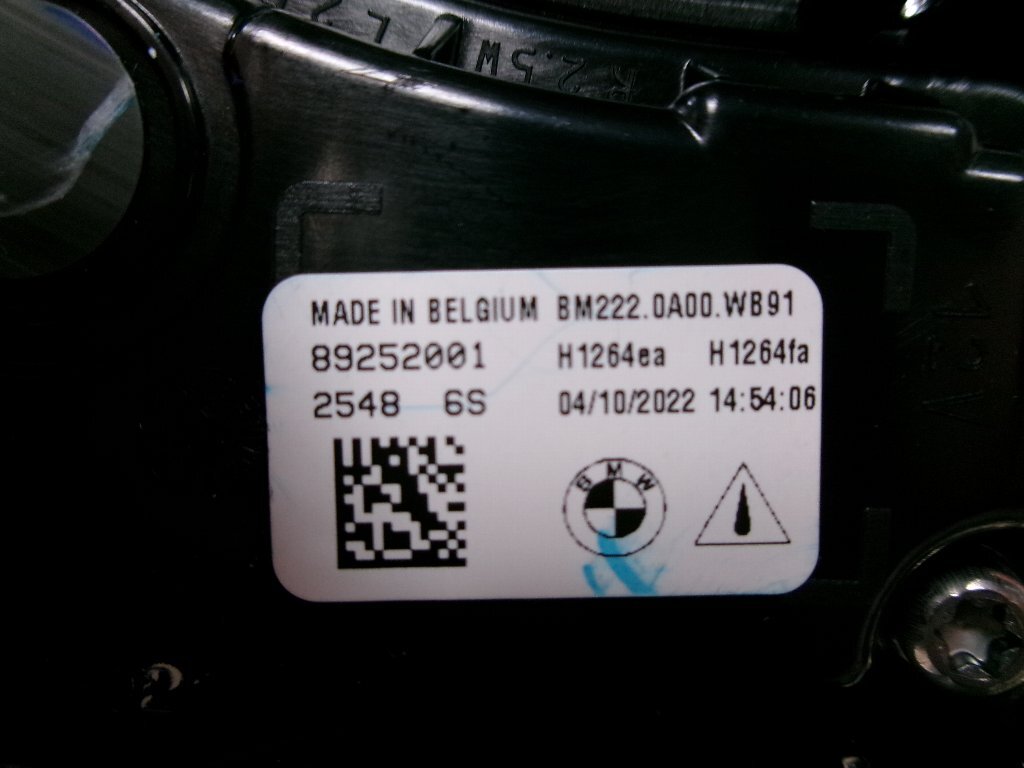 MADE IN BELGIUM BM222.0A00.WB91
89252001 H1264ea H1264fa
2548 6S 04/10/2022 14:54:06
BMW